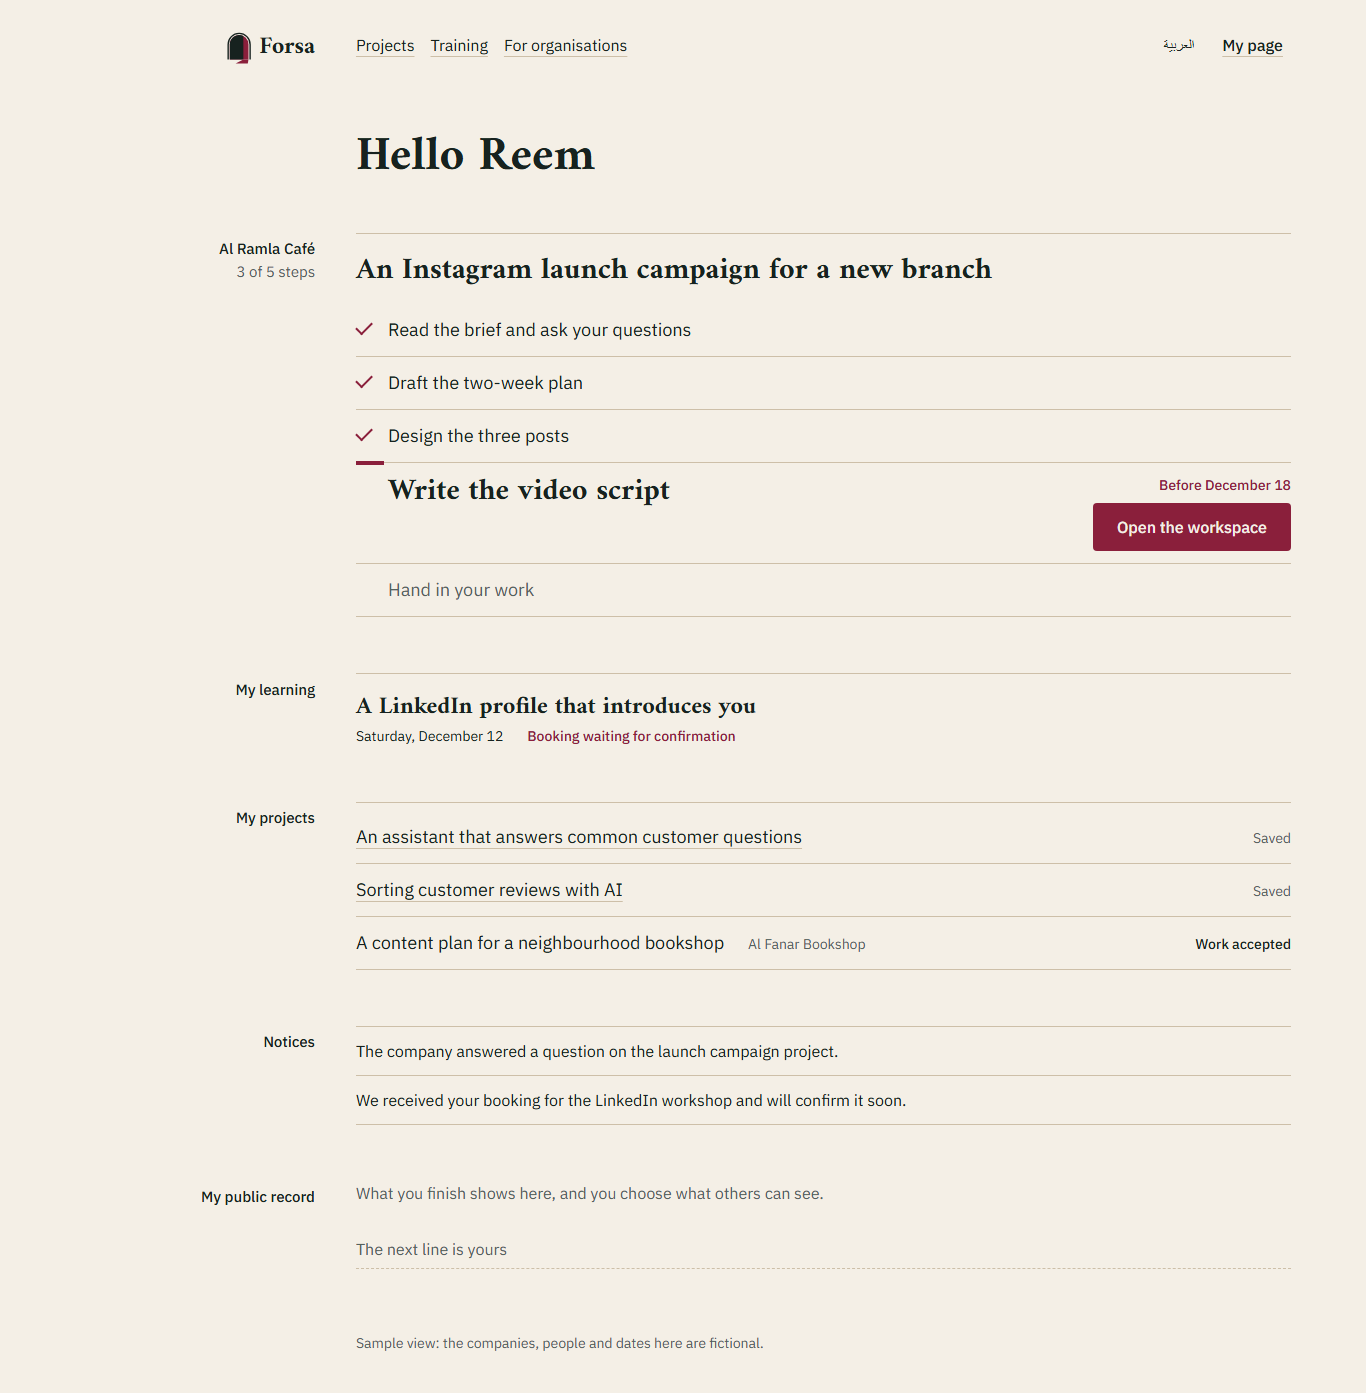 Forsa
Projects Training For organisations
العربية
My page
Hello Reem
Al Ramla Café
3 of 5 steps
An Instagram launch campaign for a new branch
Read the brief and ask your questions
Draft the two-week plan
Design the three posts
Write the video script
Before December 18
Open the workspace
Hand in your work
My learning
A LinkedIn profile that introduces you
Saturday, December 12 Booking waiting for confirmation
My projects
An assistant that answers common customer questions Saved
Sorting customer reviews with AI Saved
A content plan for a neighbourhood bookshop Al Fanar Bookshop Work accepted
Notices
The company answered a question on the launch campaign project.
We received your booking for the LinkedIn workshop and will confirm it soon.
My public record
What you finish shows here, and you choose what others can see.
The next line is yours
Sample view: the companies, people and dates here are fictional.